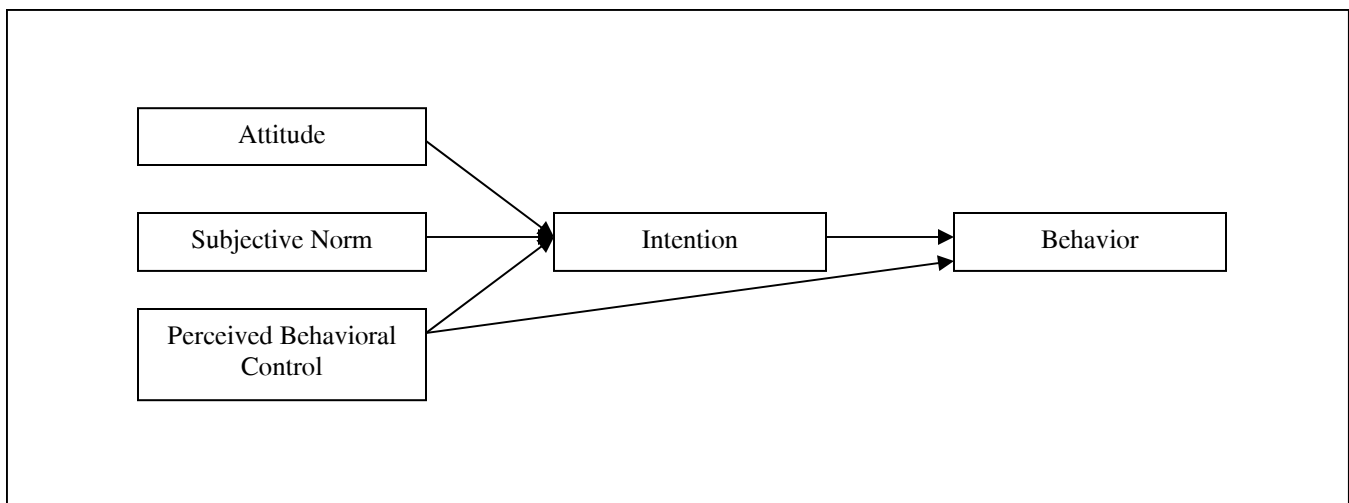 Attitude
Subjective Norm
Intention
Behavior
Perceived Behavioral
Control